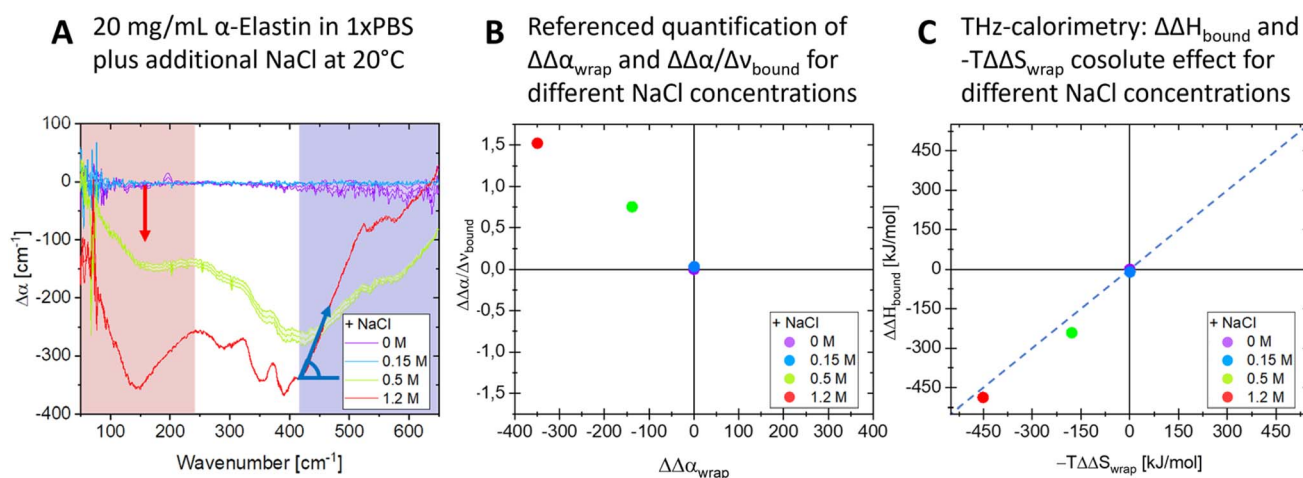 A 20 mg/mL α-Elastin in 1xPBS
plus additional NaCl at 20°C
100
0
-100
-200
-300
-400
Δα [cm⁻¹]
100 200 300 400 500 600
Wavenumber [cm⁻¹]
+ NaCl
0 M
0.15 M
0.5 M
1.2 M
B Referenced quantification of
ΔΔα_wrap and ΔΔα/Δν_bound for
different NaCl concentrations
1.5
1.0
0.5
0.0
-0.5
-1.0
-1.5
ΔΔα/Δν_bound
-400 -300 -200 -100 0 100 200 300 400
ΔΔα_wrap
+ NaCl
0 M
0.15 M
0.5 M
1.2 M
C THz-calorimetry: ΔΔH_bound and
-TΔΔS_wrap cosolute effect for
different NaCl concentrations
450
300
150
0
-150
-300
-450
ΔΔH_bound [kJ/mol]
-450 -300 -150 0 150 300 450
−TΔΔS_wrap [kJ/mol]
+ NaCl
0 M
0.15 M
0.5 M
1.2 M